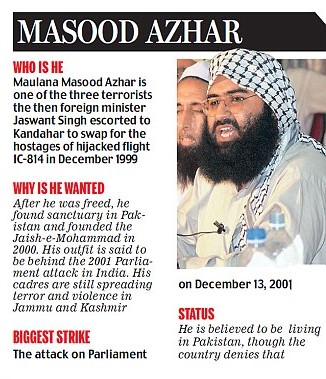 MASOOD AZHAR
WHO IS HE
Maulana Masood Azhar is
one of the three terrorists
the then foreign minister
Jaswant Singh escorted to
Kandahar to swap for the
hostages of hijacked flight
IC-814 in December 1999
WHY IS HE WANTED
After he was freed, he
found sanctuary in Pak-
istan and founded the
Jaish-e-Mohammad in
2000. His outfit is said to
be behind the 2001 Parlia-
ment attack in India. His
cadres are still spreading
terror and violence in
Jammu and Kashmir
BIGGEST STRIKE
The attack on Parliament
on December 13, 2001
STATUS
He is believed to be living
in Pakistan, though the
country denies that